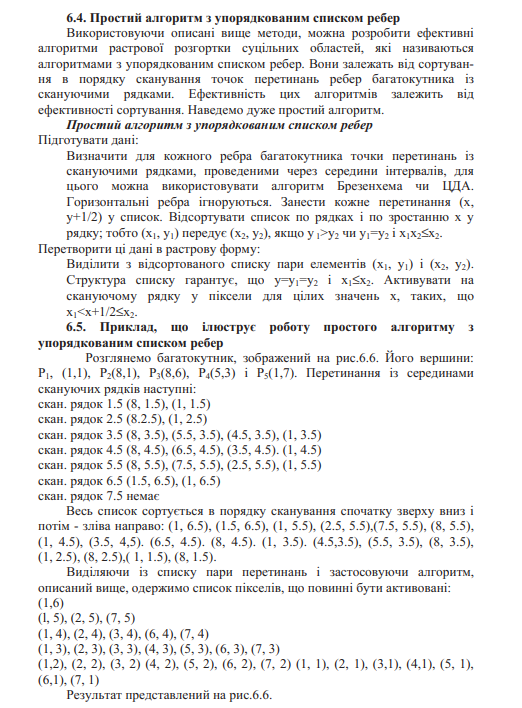 6.4. Простий алгоритм з упорядкованим списком ребер
Використовуючи описані вище методи, можна розробити ефективні
алгоритми растрової розгортки суцільних областей, які називаються
алгоритмами з упорядкованим списком ребер. Вони залежать від сортуван-
ня в порядку сканування точок перетинань ребер багатокутника із
скануючими рядками. Ефективність цих алгоритмів залежить від
ефективності сортування. Наведемо дуже простий алгоритм.
Простий алгоритм з упорядкованим списком ребер
Підготувати дані:
Визначити для кожного ребра багатокутника точки перетинань із
скануючими рядками, проведеними через середини інтервалів, для
цього можна використовувати алгоритм Брезенхема чи ЦДА.
Горизонтальні ребра ігноруються. Занести кожне перетинання (x,
y+1/2) у список. Відсортувати список по рядках і по зростанню x у
рядку; тобто (x₁, y₁) передує (x₂, y₂), якщо y ₁>y₂ чи y₁=y₂ і x₁x₂≤x₂.
Перетворити ці дані в растрову форму:
Виділити з відсортованого списку пари елементів (x₁, y₁) і (x₂, y₂).
Структура списку гарантує, що y=y₁=y₂ і x₁≤x₂. Активувати на
скануючому рядку y піксели для цілих значень x, таких, що
x₁<x+1/2≤x₂.
6.5. Приклад, що ілюструє роботу простого алгоритму з
упорядкованим списком ребер
Розглянемо багатокутник, зображений на рис.6.6. Його вершини:
P₁, (1,1), P₂(8,1), P₃(8,6), P₄(5,3) і P₅(1,7). Перетинання із серединами
скануючих рядків наступні:
скан. рядок 1.5 (8, 1.5), (1, 1.5)
скан. рядок 2.5 (8.2.5), (1, 2.5)
скан. рядок 3.5 (8, 3.5), (5.5, 3.5), (4.5, 3.5), (1, 3.5)
скан. рядок 4.5 (8, 4.5), (6.5, 4.5), (3.5, 4.5). (1, 4.5)
скан. рядок 5.5 (8, 5.5), (7.5, 5.5), (2.5, 5.5), (1, 5.5)
скан. рядок 6.5 (1.5, 6.5), (1, 6.5)
скан. рядок 7.5 немає
Весь список сортується в порядку сканування спочатку зверху вниз і
потім - зліва направо: (1, 6.5), (1.5, 6.5), (1, 5.5), (2.5, 5.5),(7.5, 5.5), (8, 5.5),
(1, 4.5), (3.5, 4,5). (6.5, 4.5). (8, 4.5). (1, 3.5). (4.5,3.5), (5.5, 3.5), (8, 3.5),
(1, 2.5), (8, 2.5),( 1, 1.5), (8, 1.5).
Виділяючи із списку пари перетинань і застосовуючи алгоритм,
описаний вище, одержимо список пікселів, що повинні бути активовані:
(1,6)
(l, 5), (2, 5), (7, 5)
(1, 4), (2, 4), (3, 4), (6, 4), (7, 4)
(1, 3), (2, 3), (3, 3), (4, 3), (5, 3), (6, 3), (7, 3)
(1,2), (2, 2), (3, 2) (4, 2), (5, 2), (6, 2), (7, 2) (1, 1), (2, 1), (3,1), (4,1), (5, 1),
(6,1), (7, 1)
Результат представлений на рис.6.6.